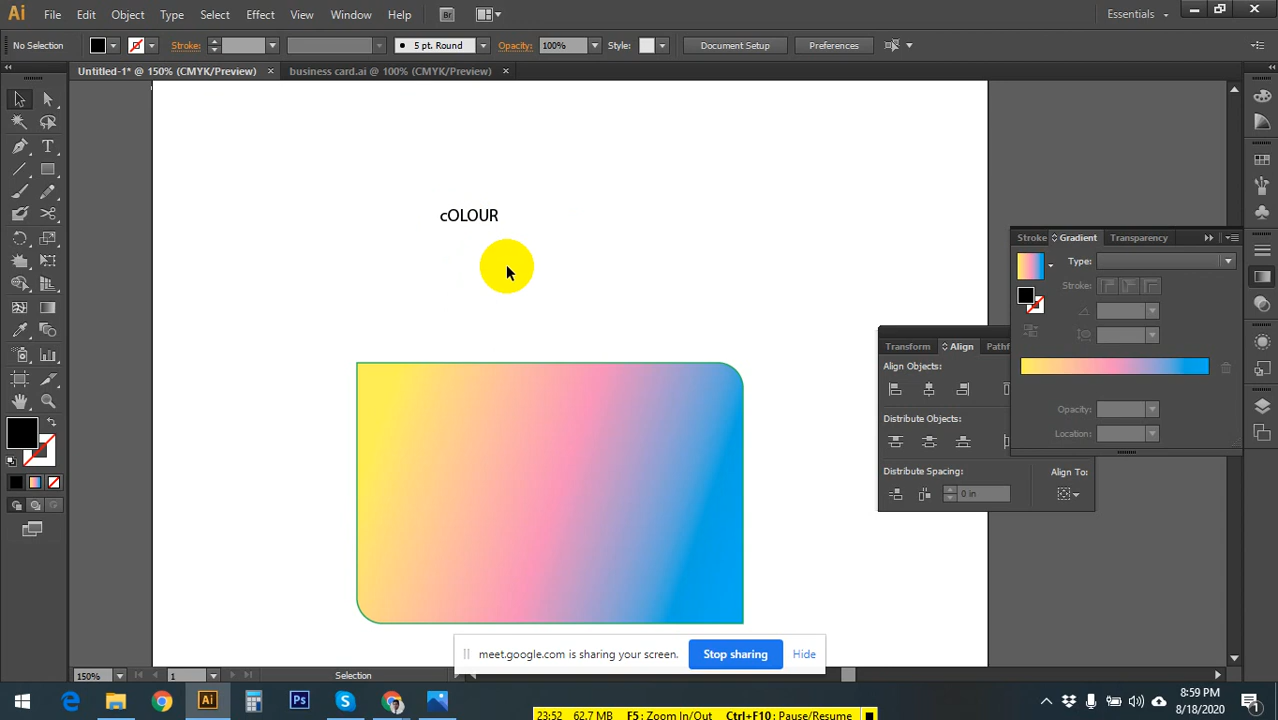 Ai File Edit Object Type Select Effect View Window Help Br Essentials
No Selection Stroke: 5 pt. Round Opacity: 100% Style: Document Setup Preferences
Untitled-1* @ 150% (CMYK/Preview) × business card.ai @ 100% (CMYK/Preview) ×
cOLOUR
Stroke Gradient Transparency
Type:
Stroke:
Opacity:
Location:
Transform Align Pathf
Align Objects:
Distribute Objects:
Distribute Spacing: Align To:
0 in
meet.google.com is sharing your screen. Stop sharing Hide
150% 1 Selection
Ai Ps
8:59 PM
8/18/2020
23:52 62.7 MB F5: Zoom In/Out Ctrl+F10: Pause/Resume